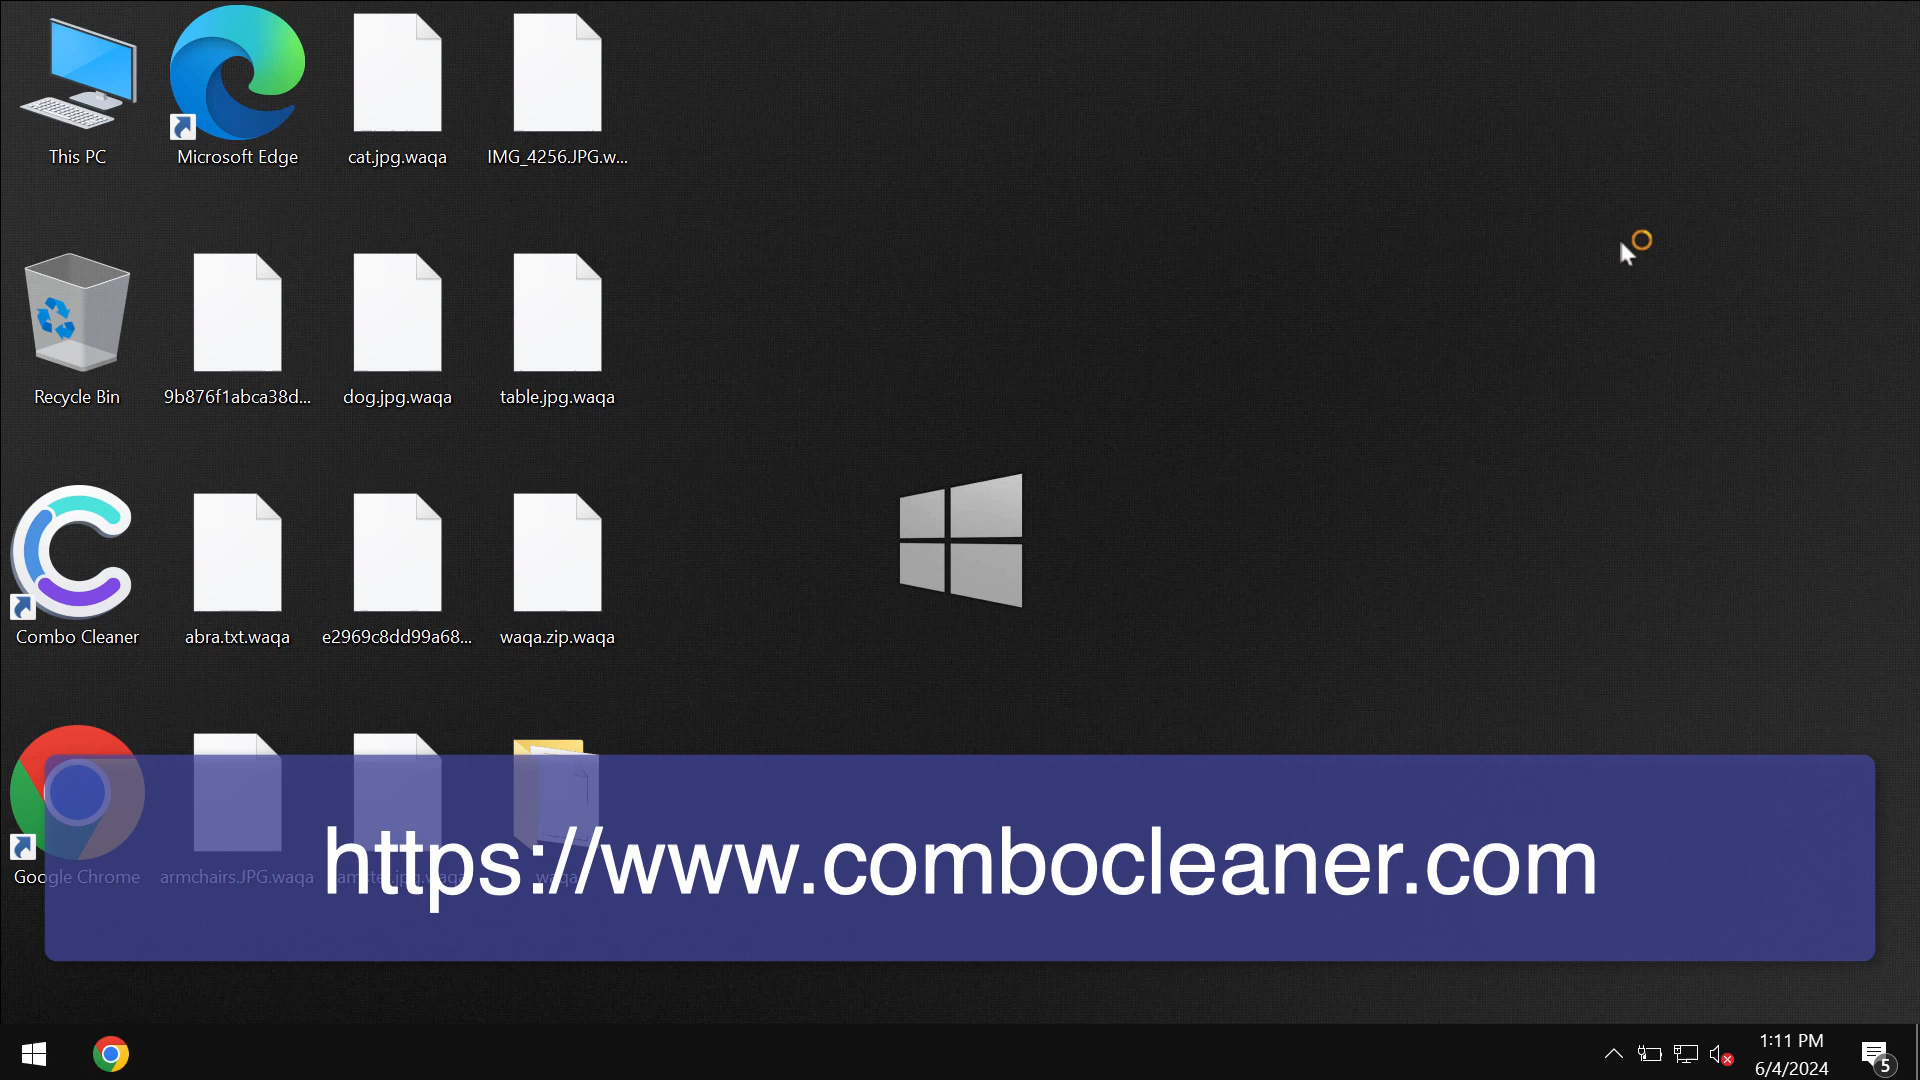 This PC
Microsoft Edge
cat.jpg.waqa
IMG_4256.JPG.w...
Recycle Bin
9b876f1abca38d...
dog.jpg.waqa
table.jpg.waqa
Combo Cleaner
abra.txt.waqa
e2969c8dd99a68...
waqa.zip.waqa
Google Chrome
armchairs.JPG.waqa
https://www.combocleaner.com
1:11 PM
6/4/2024
5